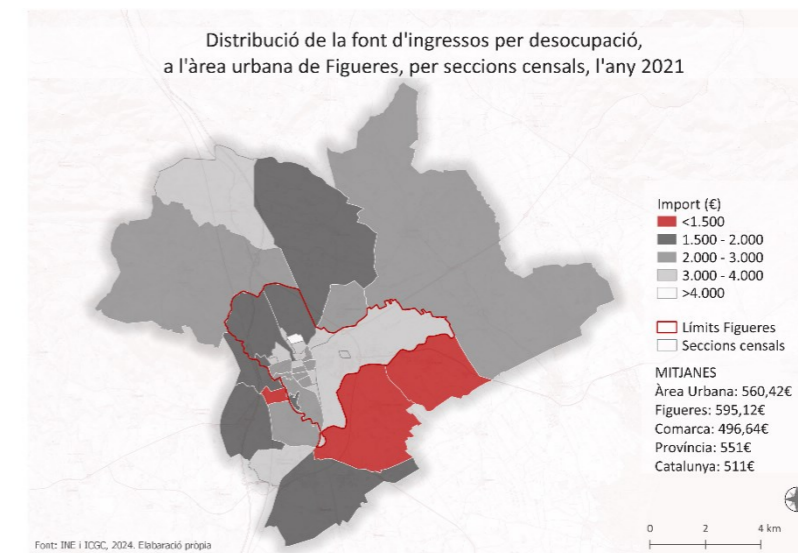 Distribució de la font d'ingressos per desocupació,
a l'àrea urbana de Figueres, per seccions censals, l'any 2021
Import (€)
<1.500
1.500 - 2.000
2.000 - 3.000
3.000 - 4.000
>4.000
Límits Figueres
Seccions censals
MITJANES
Àrea Urbana: 560,42€
Figueres: 595,12€
Comarca: 496,64€
Província: 551€
Catalunya: 511€
0 2 4 km
Font: INE i ICGC, 2024. Elabaració pròpia